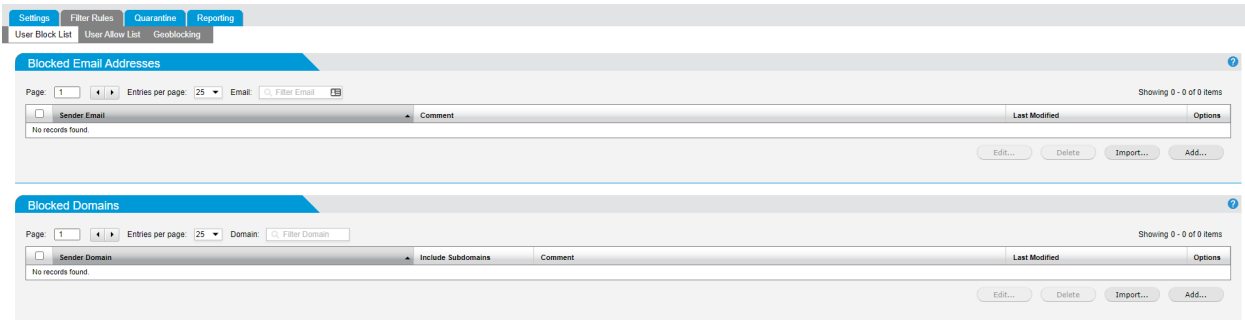 Settings Filter Rules Quarantine Reporting
User Block List User Allow List Geoblocking
Blocked Email Addresses
Page: 1 Entries per page: 25 Email: Filter Email Showing 0 - 0 of 0 items
Sender Email Comment Last Modified Options
No records found.
Edit... Delete Import... Add...
Blocked Domains
Page: 1 Entries per page: 25 Domain: Filter Domain Showing 0 - 0 of 0 items
Sender Domain Include Subdomains Comment Last Modified Options
No records found.
Edit... Delete Import... Add...